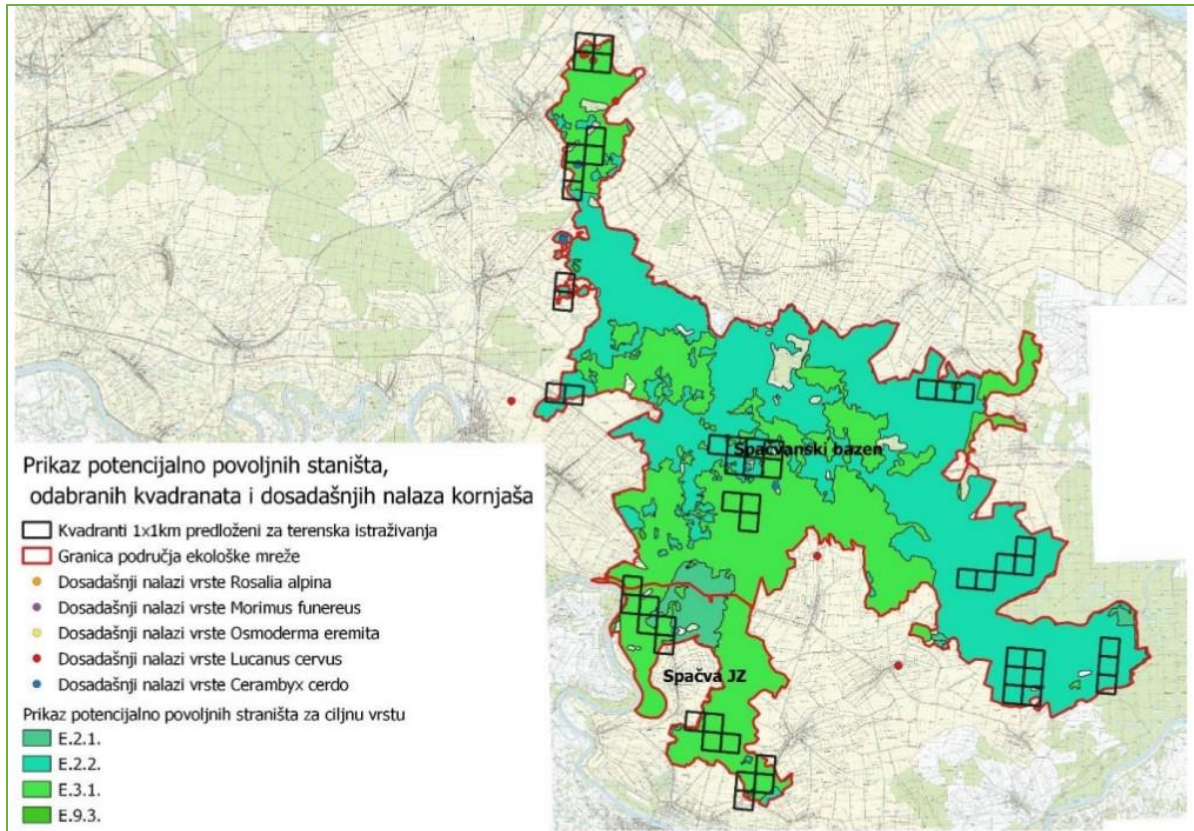 Spačvanski bazen
Spačva JZ
Prikaz potencijalno povoljnih staništa,
odabranih kvadranata i dosadašnjih nalaza kornjaša
Kvadranti 1x1km predloženi za terenska istraživanja
Granica područja ekološke mreže
Dosadašnji nalazi vrste Rosalia alpina
Dosadašnji nalazi vrste Morimus funereus
Dosadašnji nalazi vrste Osmoderma eremita
Dosadašnji nalazi vrste Lucanus cervus
Dosadašnji nalazi vrste Cerambyx cerdo
Prikaz potencijalno povoljnih straništa za ciljnu vrstu
E.2.1.
E.2.2.
E.3.1.
E.9.3.